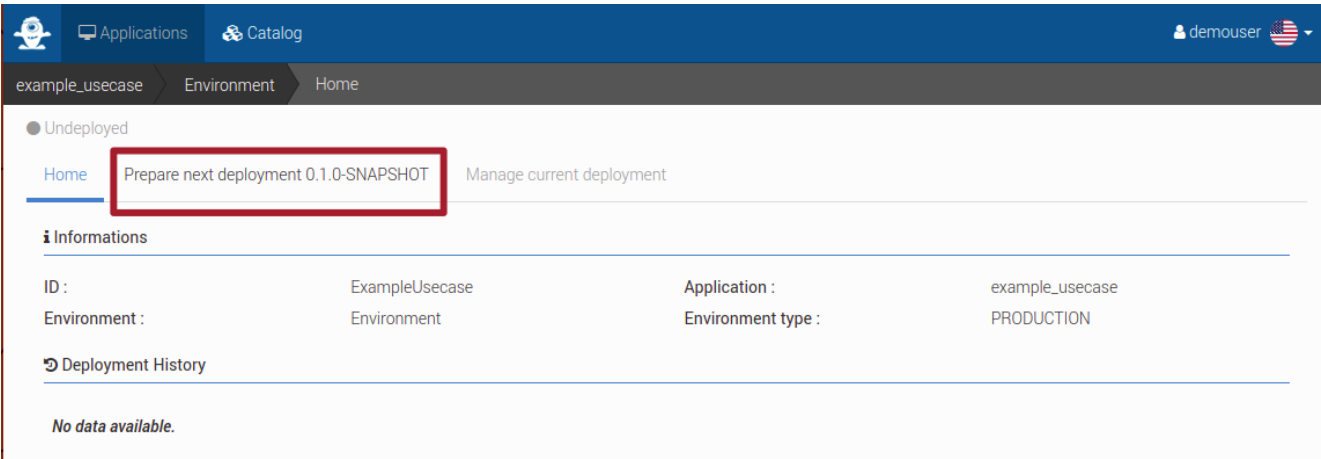 Applications Catalog demouser
example_usecase Environment Home
Undeployed
Home Prepare next deployment 0.1.0-SNAPSHOT Manage current deployment
Informations
ID : ExampleUsecase Application : example_usecase
Environment : Environment Environment type : PRODUCTION
Deployment History
No data available.